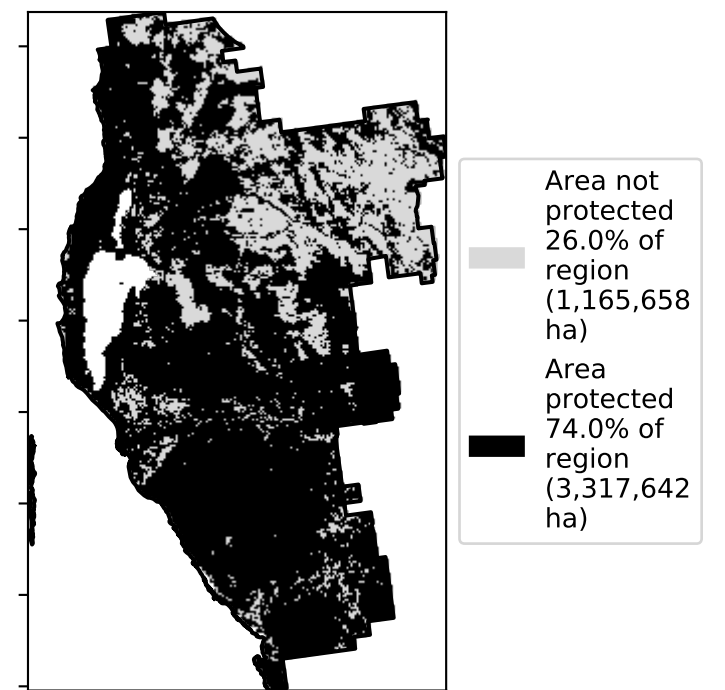 Area not
protected
26.0% of
region
(1,165,658
ha)
Area
protected
74.0% of
region
(3,317,642
ha)